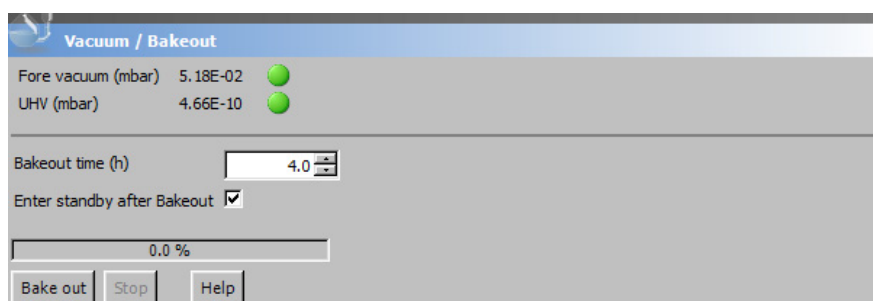 Vacuum / Bakeout
Fore vacuum (mbar) 5.18E-02
UHV (mbar) 4.66E-10
Bakeout time (h) 4.0
Enter standby after Bakeout
0.0 %
Bake out Stop Help